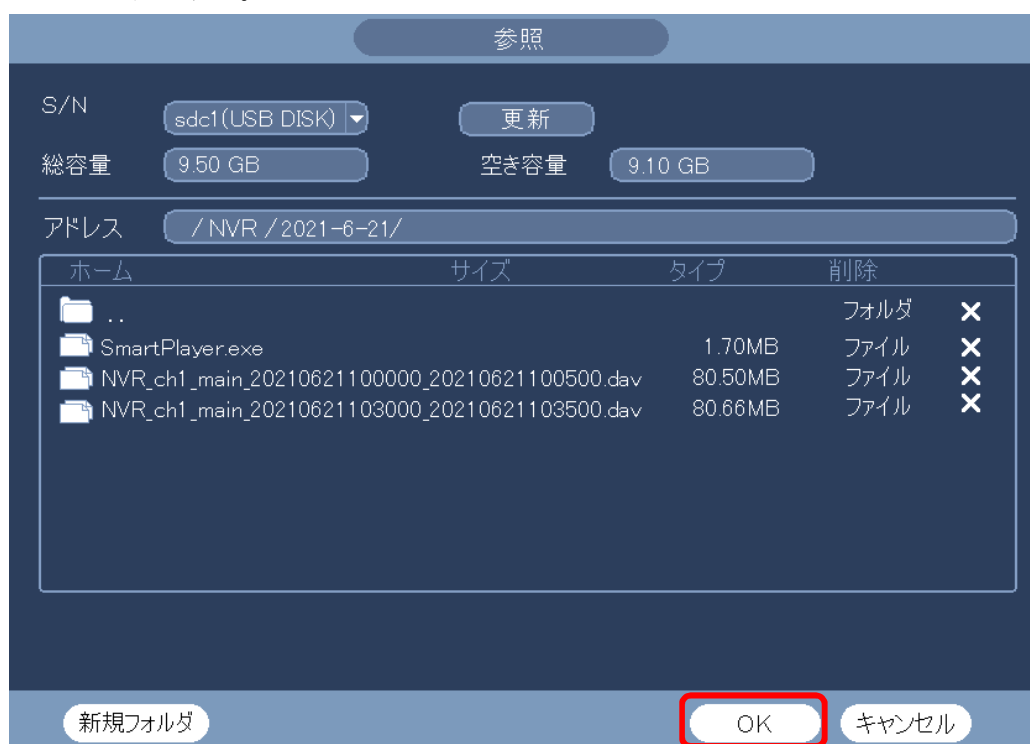 参照
S/N sdc1(USB DISK) 更新
総容量 9.50 GB 空き容量 9.10 GB
アドレス /NVR/2021-6-21/
ホーム サイズ タイプ 削除
.. フォルダ ×
SmartPlayer.exe 1.70MB ファイル ×
NVR_ch1_main_20210621100000_20210621100500.dav 80.50MB ファイル ×
NVR_ch1_main_20210621103000_20210621103500.dav 80.66MB ファイル ×
新規フォルダ OK キャンセル